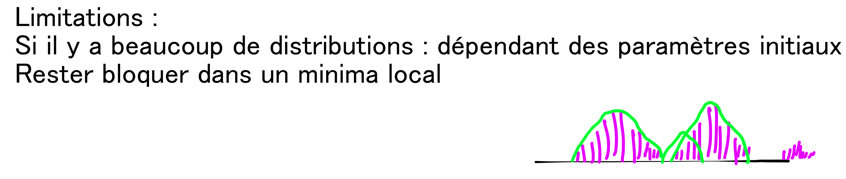 Limitations :
Si il y a beaucoup de distributions : dépendant des paramètres initiaux
Rester bloquer dans un minima local